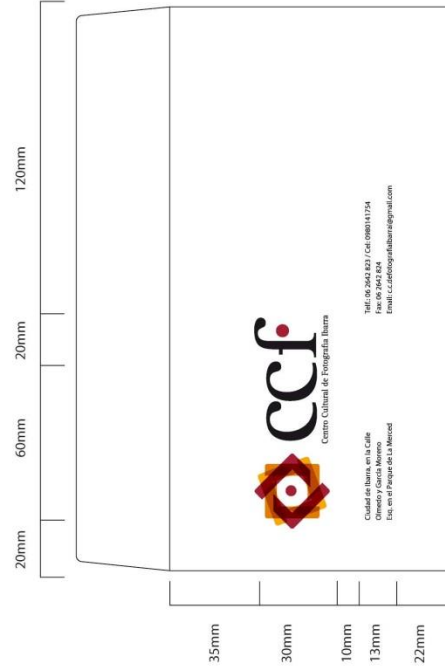 20mm
60mm
20mm
120mm
35mm
30mm
10mm
13mm
22mm
ccf
Centro Cultural de Fotografía Ibarra
Ciudad de Ibarra, en la Calle
Olmedo y García Moreno
Esq, en el Parque de La Merced
Telf.: 06 2642 823 / Cel: 0980141754
Fax: 06 2642 824
Email: c.c.defotografiaibarra@gmail.com